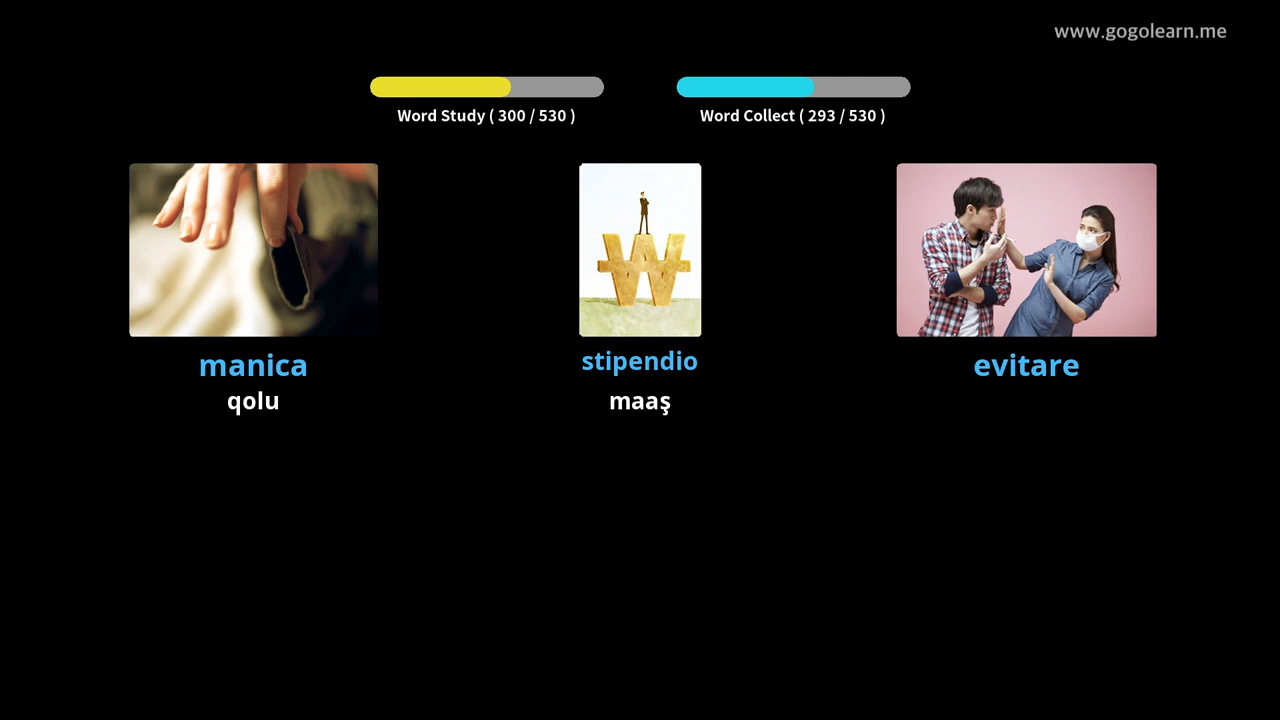 www.gogolearn.me
Word Study ( 300 / 530 )
Word Collect ( 293 / 530 )
manica
qolu
stipendio
maaş
evitare